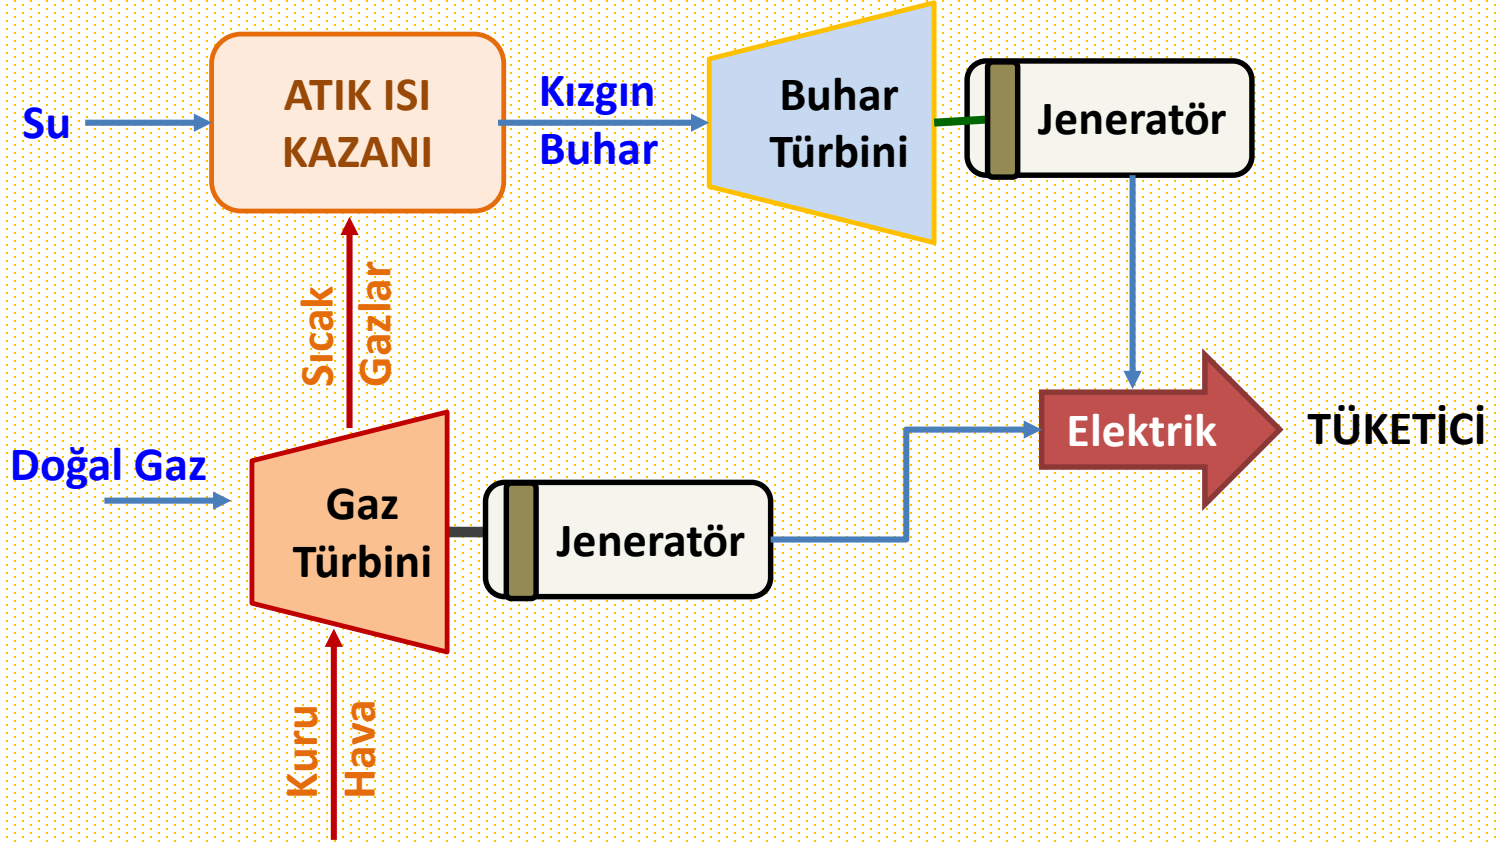 Su
ATIK ISI
KAZANI
Kızgın
Buhar
Buhar
Türbini
Jeneratör
Sıcak
Gazlar
Doğal Gaz
Gaz
Türbini
Jeneratör
Elektrik
TÜKETİCİ
Kuru
Hava